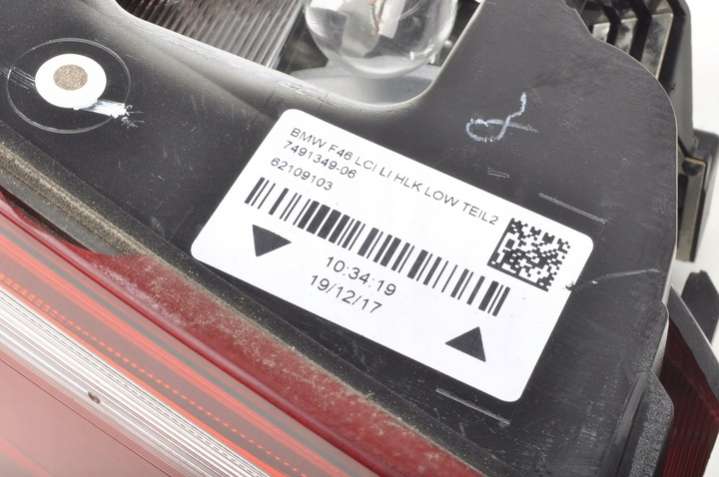 BMW F46 LCI LI HLK LOW TEIL2
7491349-06
62109103
10:34:19
19/12/17